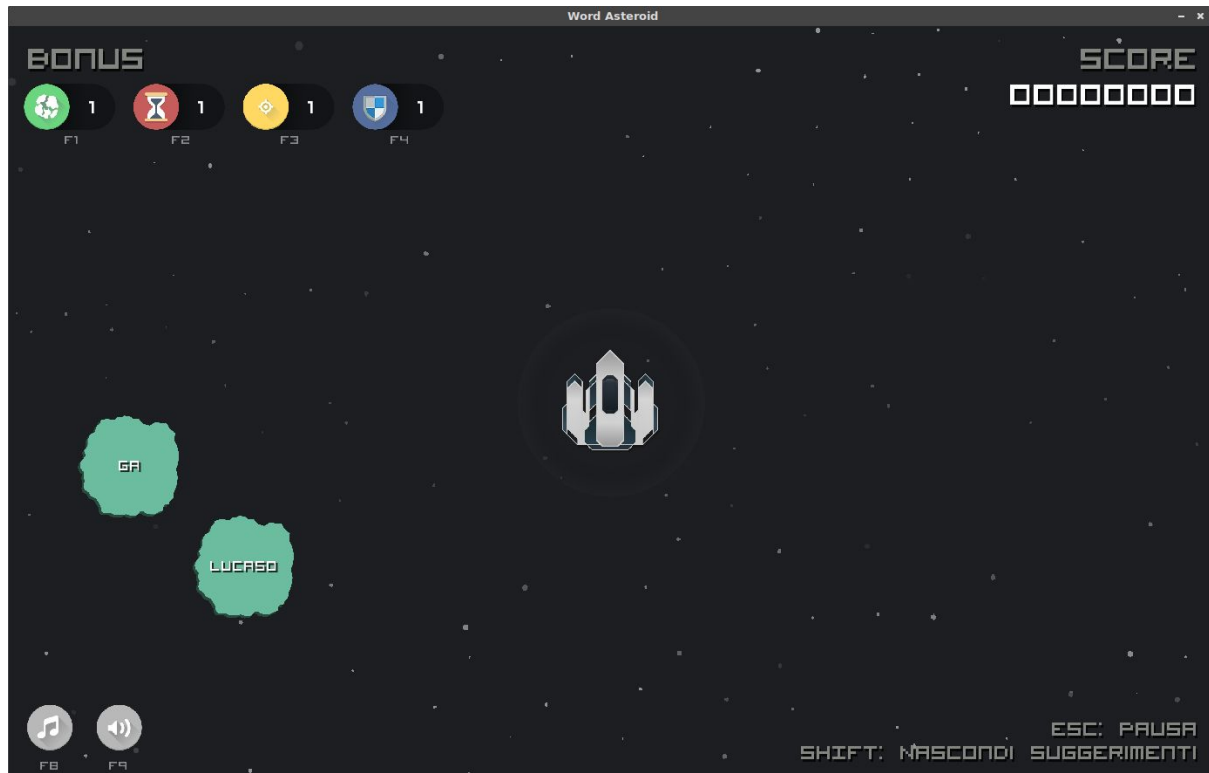 Word Asteroid
BONUS
SCORE
1 1 1 1
00000000
F1 F2 F3 F4
GA
LUCASO
ESC: PAUSA
SHIFT: NASCONDI SUGGERIMENTI
F8 F9